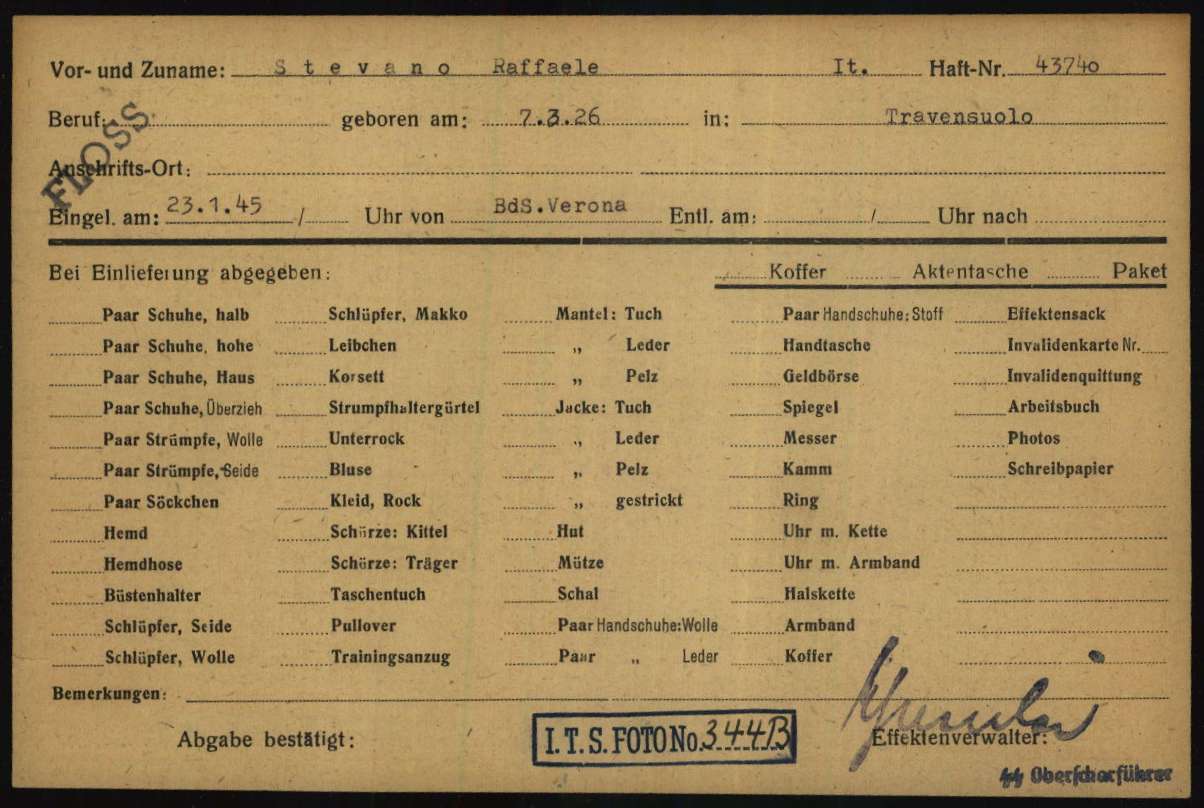 Vor- und Zuname: Stevano Raffaele It. Haft-Nr. 43740
Beruf: geboren am: 7.3.26 in: Travensuolo
FLOSS
Anschrifts-Ort:
Eingel. am: 23.1.45 / Uhr von BdS.Verona Entl. am: / Uhr nach
Bei Einlieferung abgegeben: Koffer Aktentasche Paket
Paar Schuhe, halb Schlüpfer, Makko Mantel: Tuch Paar Handschuhe: Stoff Effektensack
Paar Schuhe, hohe Leibchen „ Leder Handtasche Invalidenkarte Nr.
Paar Schuhe, Haus Korsett „ Pelz Geldbörse Invalidenquittung
Paar Schuhe, Überzieh Strumpfhaltergürtel Jacke: Tuch Spiegel Arbeitsbuch
Paar Strümpfe, Wolle Unterrock „ Leder Messer Photos
Paar Strümpfe, Seide Bluse „ Pelz Kamm Schreibpapier
Paar Söckchen Kleid, Rock „ gestrickt Ring
Hemd Schürze: Kittel Hut Uhr m. Kette
Hemdhose Schürze: Träger Mütze Uhr m. Armband
Büstenhalter Taschentuch Schal Halskette
Schlüpfer, Seide Pullover Paar Handschuhe: Wolle Armband
Schlüpfer, Wolle Trainingsanzug Paar „ Leder Koffer
Bemerkungen:
Abgabe bestätigt: I.T.S. FOTO No. 344B Effektenverwalter:
SS Oberscharführer